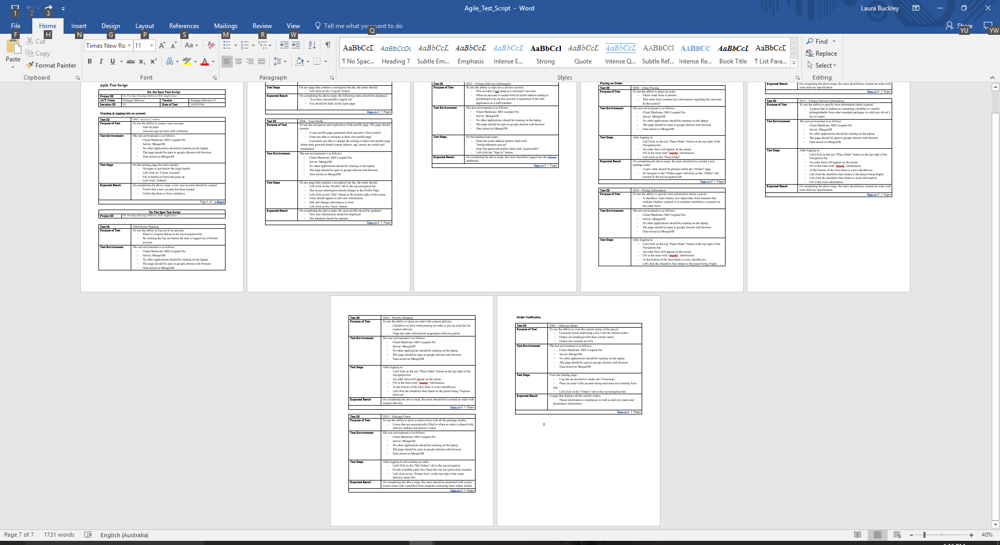 Agile_Test_Script - Word
Laura Buckley
1 2 3
File Home Insert Design Layout References Mailings Review View Tell me what you want to do
Share
F H N G P S M R W Q YU YW
Paste
Cut
Copy
Format Painter
Clipboard
Times New Ro 11
Font
Paragraph
AaBbCcI AaBbCcDc AaBbCcL AaBbCcL AaBbCcL AaBbCcI AaBbCcL AaBbCcL AABBCCI AABBCC AaBbCcL AaBbCcI
¶ No Spac... Heading 7 Subtle Em... Emphasis Intense E... Strong Quote Intense Q... Subtle Ref... Intense Re... Book Title ¶ List Para...
Styles
Find
Replace
Select
Editing
Agile Test Script
On the Spot Test Script
Project ID On The Spot Package Delivery Web Application
AUT Name Package Delivery Version Package-delivery-v3
Iteration ID 01 Date of Test 16/09/2016
Creating & logging into an account
Test ID ID02 -Account Creation
Purpose of Test To test the ability to create a user account;
- Sign up page
- Account sign up form with validation
Test Environment The test environment is as follows:
- Client Hardware: MSI Leopard Pro
- Server: MongoDB
- No other applications should be running on the laptop
- The page should be open in google chrome web browser
- Data stored on MongoDB
Test Steps On the landing page the tester should;
- Navigate to just below the login details
- Left click on "Create Account"
- Fill in details on form that pops up
- Left Click "Submit"
Expected Result On completing the above steps, a new user account should be created
- Verify that a new account has been created
- Verify that there is form validation
Page 1 of 1 Pages
On The Spot Test Script
Project ID On The Spot Package Delivery Web Application
Test ID ID04-Route Planning
Purpose of Test To test the ability to log out of an account;
- There is a logout button in the top navigation bar
- By clicking the log out button the user is logged out of his/her
account
Test Environment The test environment is as follows:
- Client Hardware: MSI Leopard Pro
- Server: MongoDB
- No other applications should be running on the laptop
- The page should be open in google chrome web browser
- Data stored on MongoDB
Test Steps On any page that contains a navigation bar the, the tester should:
- Left click on the "Logout" button
Expected Result On completing the above steps, the following status should be displayed.
- "You have successfully logged out"
- You should be back on the login page
Page 1 of 1 Pages
Test ID ID06 – User Profile
Purpose of Test To test the navigation and implication of the profile page. The page should
contain;
- A user profile page generated when account is first created
- Users are able to navigate to their own profile page
- Customers are able to change the settings of their own profile page
where their personal details (street address, age, name) are stored and
maintained
Test Environment The test environment is as follows:
- Client Hardware: MSI Leopard Pro
- Server: MongoDB
- No other applications should be running on the laptop
- The page should be open in google chrome web browser
- Data stored on MongoDB
Test Steps On any page that contains a navigation bar the, the tester should:
- Left click on the "Profile" tab in the top navigation bar
- The screen information should change to the Profile Page
- Left click on the "Edit" button at the bottom right of the screen
- Form should appear to edit user information
- Edit and change information in form
- Left click on the "Save" button
Expected Result On completing the above steps, the users profile should be updated;
- New user information should be displayed
- The database should be updated
Page 1 of 1 Pages
Test ID ID12 – Unique Delivery Information
Purpose of Test To test the ability to sign into a drivers account;
- This account is not setup as a customer's account
- When an account is created with an email address ending in
@onthespot.com.au this account is registered in the web
application as a staff member
Test Environment The test environment is as follows:
- Client Hardware: MSI Leopard Pro
- Server: MongoDB
- No other applications should be running on the laptop
- The page should be open in google chrome web browser
- Data stored on MongoDB
Test Steps On the landing login page;
- Enter the email address textbox field with
"test@onthespot.com.au"
- Enter the password textbox field with "password01"
- Left click the "Sign in" button
Expected Result On completing the above steps, the users should be logged into the drivers
dashboard
Page 1 of 1 Pages
Placing an Order
Test ID ID09 – Order Placing
Purpose of Test To test the ability to place an order;
- Parcel order form is present
- This order form contains key information regarding the customer
& their parcel'
Test Environment The test environment is as follows:
- Client Hardware: MSI Leopard Pro
- Server: MongoDB
- No other applications should be running on the laptop
- The page should be open in google chrome web browser
- Data stored on MongoDB
Test Steps After logging in,
- Left Click on the top "Place Order" button at the top right of the
Navigation bar
- An order form will appear on the screen
- Fill in the form with information
- Left click on the "Place Order"
Expected Result On completing the above steps, the users should have created a new
package order;
- A new order should be present within the "Orders" page
- To navigate to the "Orders page" left click on the "Orders" tab
located in the top navigation bar
Page 1 of 1 Pages
Test ID ID18 – Pickup Information
Purpose of Test To test the ability to specify extra information about a parcel;
- A checkbox/ radio button/ text input/other form element that
outlines whether a parcel is or contains valuable(s) is present on
the order form
Test Environment The test environment is as follows:
- Client Hardware: MSI Leopard Pro
- Server: MongoDB
- No other applications should be running on the laptop
- The page should be open in google chrome web browser
- Data stored on MongoDB
Test Steps After logging in,
- Left Click on the top "Place Order" button at the top right of the
Navigation bar
- An order form will appear on the screen
- Fill in the form with information
- At the bottom of the form there is a two checkboxes
- Left click the checkbox that relates to the parcel being fragile
Expected Result On completing the above steps, the users should have created an order with
extra delivery specification
Test ID ID15 – Unique Delivery Information
Purpose of Test To test the ability to specify extra information about a parcel;
- A parcel that is marked as containing valuables is visually
distinguishable from other standard packages in a delivery driver's
list of orders
Test Environment The test environment is as follows:
- Client Hardware: MSI Leopard Pro
- Server: MongoDB
- No other applications should be running on the laptop
- The page should be open in google chrome web browser
- Data stored on MongoDB
Test Steps After logging in,
- Left Click on the top "Place Order" button at the top right of the
Navigation bar
- An order form will appear on the screen
- Fill in the form with information
- At the bottom of the form there is a two checkboxes
- Left click the checkbox that relates to the parcel being fragile
- Left click the checkbox that relates to extra information
- Fill in the extra information.
Expected Result On completing the above steps, the users should have created an order with
extra delivery specification
Page 1 of 1 Pages
Test ID ID05 – Priority Shipping
Purpose of Test To test the ability to place an order with express delivery
- Checkbox on form when placing an order to pay an extra fee for
express delivery
- Flags the order information as a express delivery parcel
Test Environment The test environment is as follows:
- Client Hardware: MSI Leopard Pro
- Server: MongoDB
- No other applications should be running on the laptop
- The page should be open in google chrome web browser
- Data stored on MongoDB
Test Steps After logging in,
- Left Click on the top "Place Order" button at the top right of the
Navigation bar
- An order form will appear on the screen
- Fill in the form with information
- At the bottom of the form there is a two checkboxes
- Left click the checkbox that relates to the parcel being "Express
Delivery"
Expected Result On completing the above steps, the users should have created an order with
express delivery
Page 1 of 1 Pages
Test ID ID25 – Package Forms
Purpose of Test To test the ability to print a custom form with all the package details;
- Forms that are automatically filled in when an order is placed with
delivery address and person's name
Test Environment The test environment is as follows:
- Client Hardware: MSI Leopard Pro
- Server: MongoDB
- No other applications should be running on the laptop
- The page should be open in google chrome web browser
- Data stored on MongoDB
Test Steps After logging in and creating an order,
- Left Click on the "My Orders" tab in the top navigation
- On the available order box (from the one you previously created)
- Left click on the "Printer Icon" at the top right of the order
delivery status box
Expected Result On completing the above steps, the users should be presented with a print
screen menu with a prefilled form template containing their orders details.
Page 1 of 1 Pages
Order Notification
Test ID ID03 – Delivery Status
Purpose of Test To test the ability to view the current status of the parcel;
- Customer portal displaying a list of all the current orders
- Orders are displayed with their current status
- Orders also include an ETA
Test Environment The test environment is as follows:
- Client Hardware: MSI Leopard Pro
- Server: MongoDB
- No other applications should be running on the laptop
- The page should be open in google chrome web browser
- Data stored on MongoDB
Test Steps From the landing page;
- Log into an account/or create one if necessary
- Place an order if the account being used does not currently have
any
- Left click on the "Orders" tab in the top navigation bar
Expected Result A page that displays all the current orders;
- Parcel information is displayed, as well as delivery status and
destination information
Page 1 of 1 Pages
Page 7 of 7 1731 words English (Australia) 40%